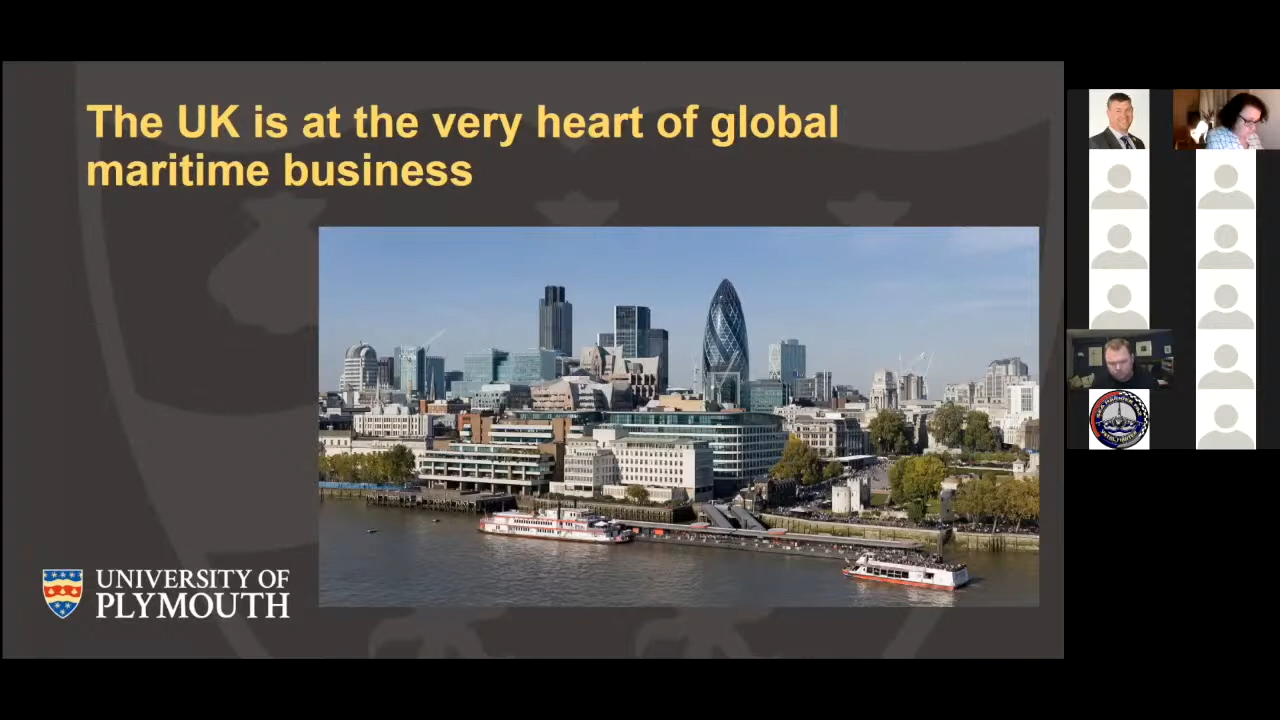 The UK is at the very heart of global
maritime business
UNIVERSITY OF
PLYMOUTH